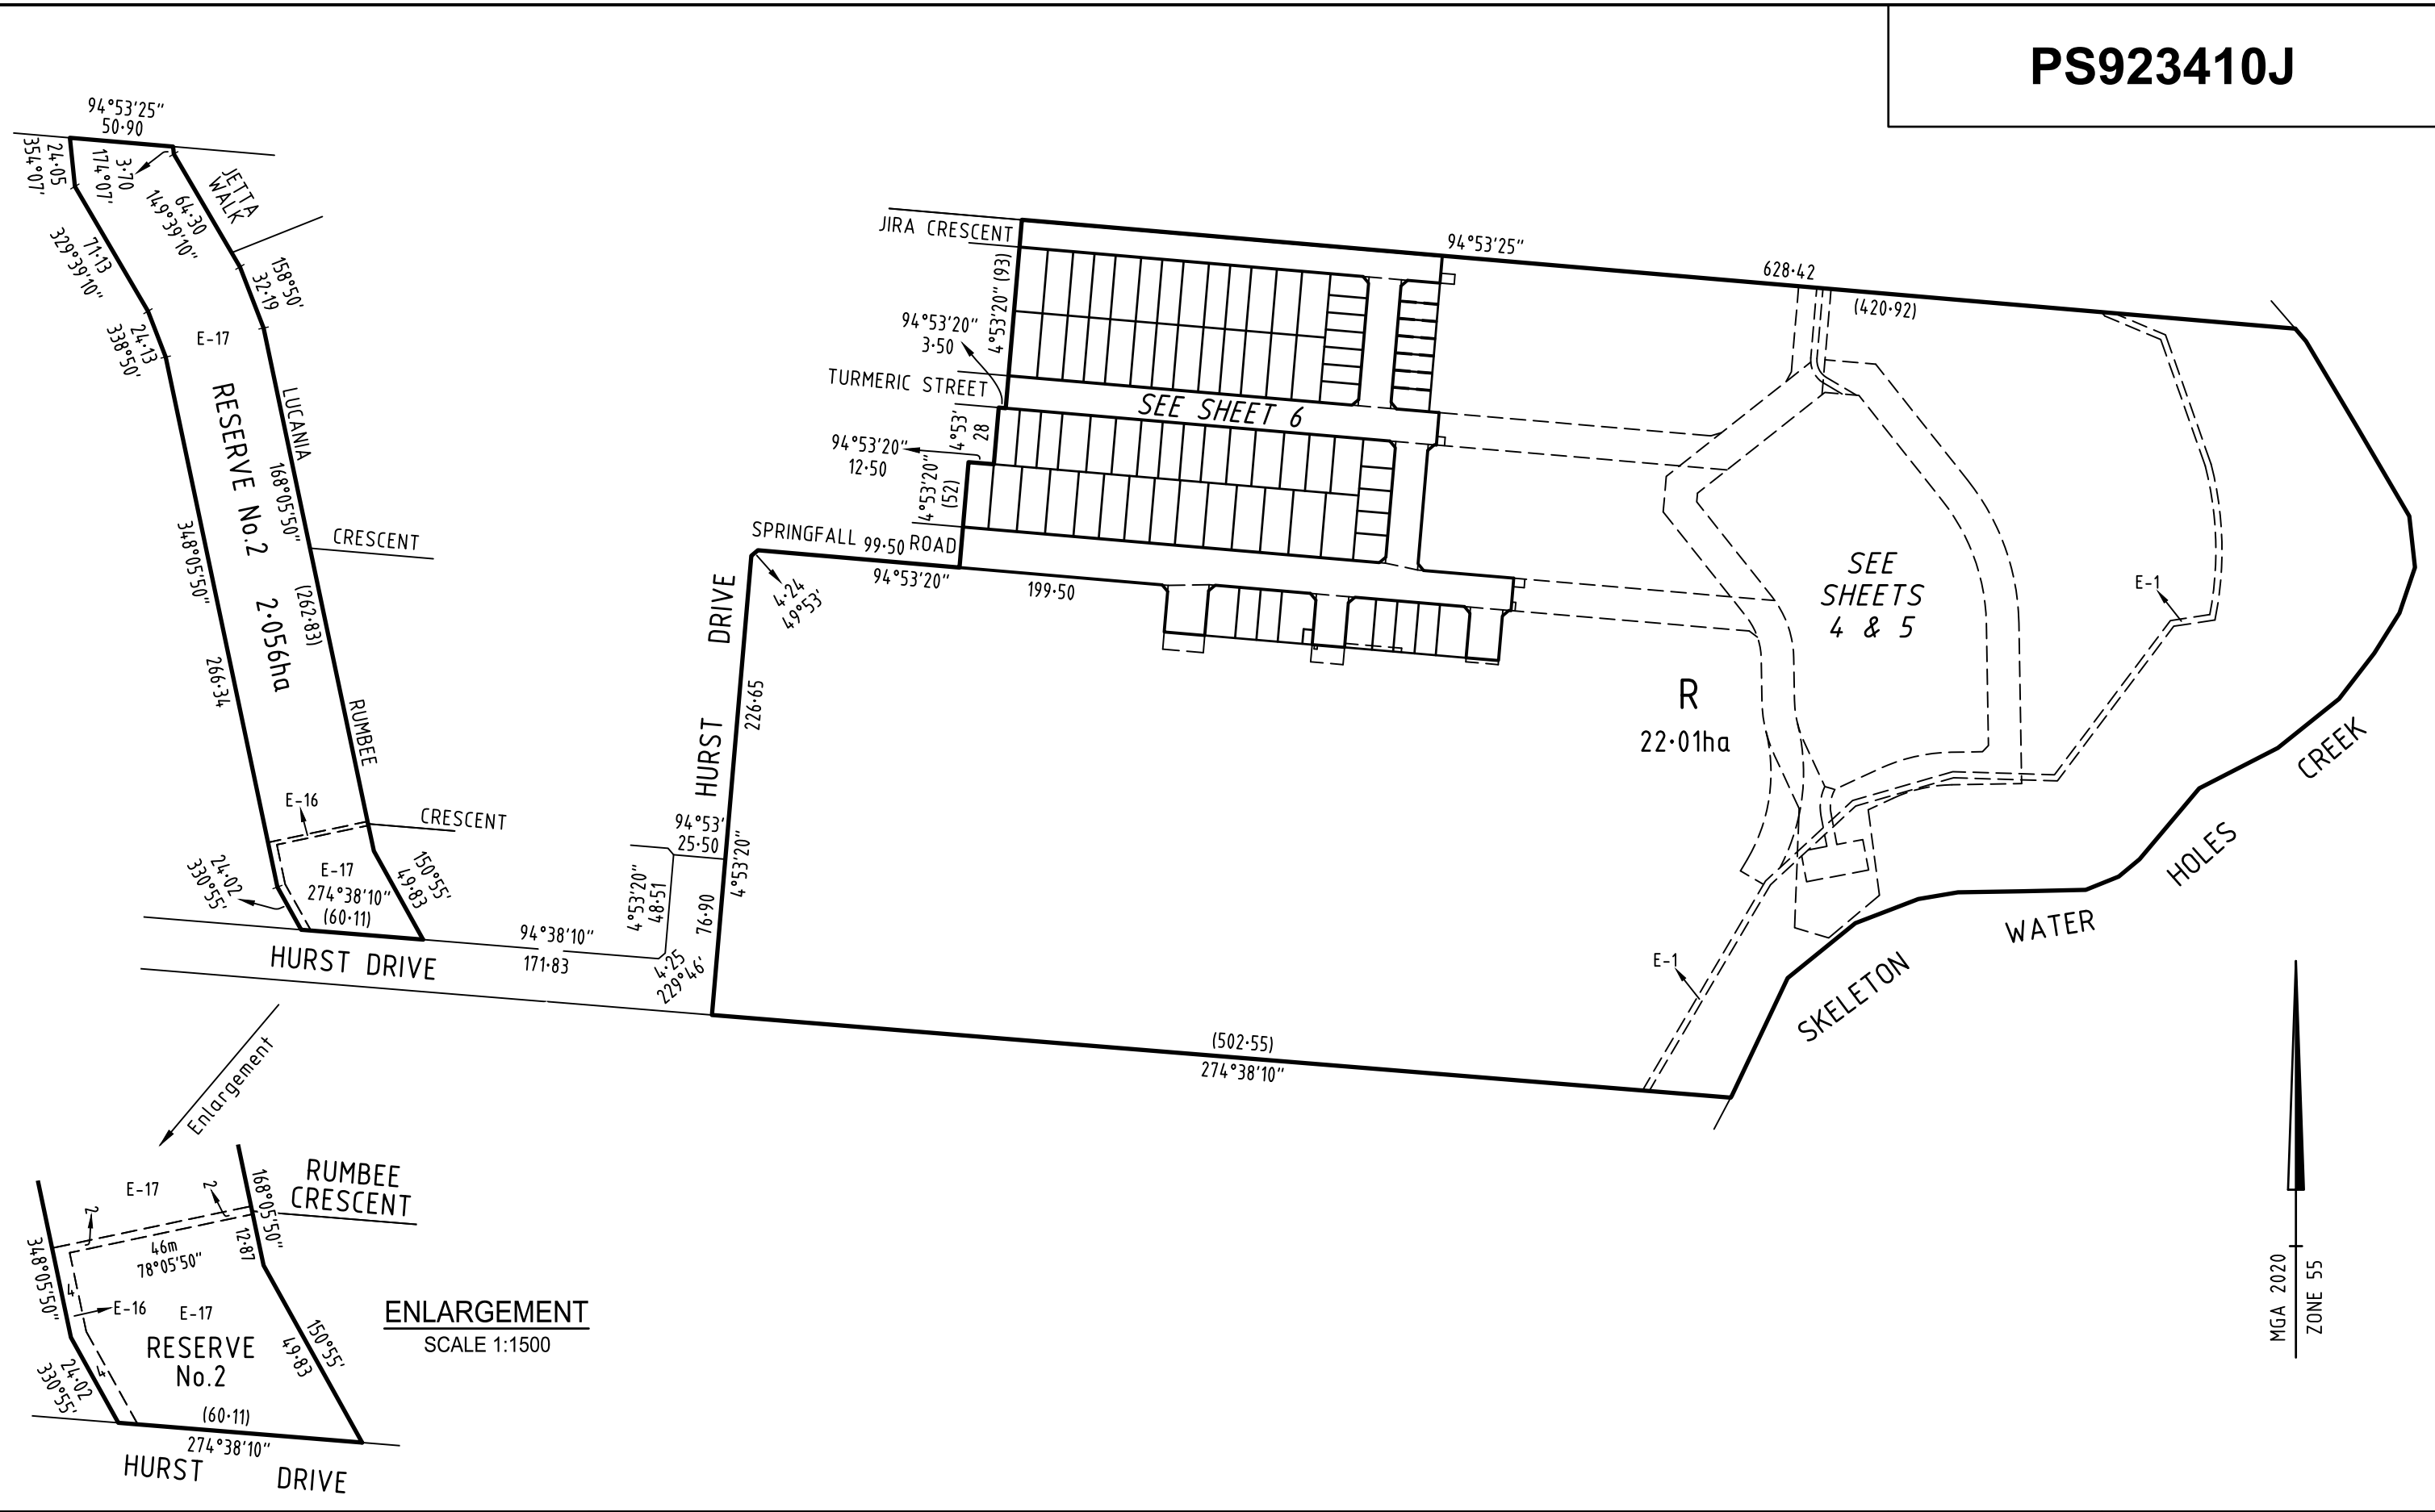 PS923410J
94°53'25"
50·90
24·05
354°07'
3·70
174°07'
JETTA
WALK
64·30
149°39'10"
71·13
329°39'10"
158°50'
32·19
24·13
338°50'
E-17
RESERVE No.2 2·056ha
LUCANIA
168°05'50"
CRESCENT
348°05'50"
(262·83)
266·34
RUMBEE
E-16
CRESCENT
E-17
24·02
330°55'
274°38'10"
(60·11)
150°55'
49·83
HURST DRIVE
94°38'10"
171·83
4·25
229°46'
4°53'20"
48·51
94°53'
25·50
76·90
4°53'20"
226·65
HURST DRIVE
4·24
49°53'
SPRINGFALL ROAD
99·50
94°53'20"
199·50
JIRA CRESCENT
4°53'20" (93)
94°53'20"
3·50
TURMERIC STREET
4°53'
28
94°53'20"
12·50
4°53'20"
(52)
SEE SHEET 6
94°53'25"
628·42
(420·92)
SEE
SHEETS
4 & 5
E-1
R
22·01ha
E-1
SKELETON WATER HOLES CREEK
(502·55)
274°38'10"
Enlargement
RUMBEE
CRESCENT
E-17
2
2
168°05'50"
12·87
46m
78°05'50"
348°05'50"
4
E-16
E-17
RESERVE
No.2
4
24·02
330°55'
150°55'
49·83
(60·11)
274°38'10"
HURST DRIVE
ENLARGEMENT
SCALE 1:1500
MGA 2020
ZONE 55